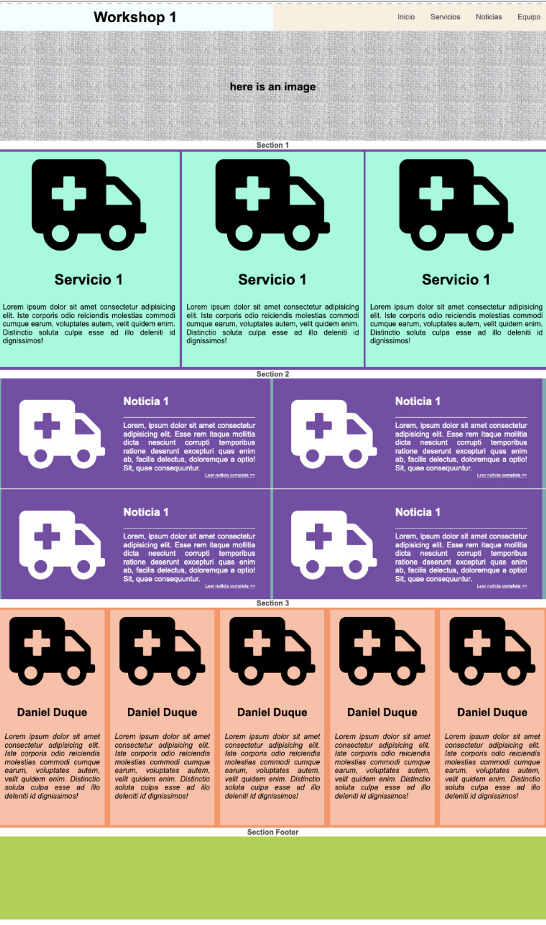 Workshop 1
Inicio Servicios Noticias Equipo
here is an image
Section 1
Servicio 1
Lorem ipsum dolor sit amet consectetur adipisicing
elit. Iste corporis odio reiciendis molestias commodi
cumque earum, voluptates autem, velit quidem enim.
Distinctio soluta culpa esse ad illo deleniti id
dignissimos!
Servicio 1
Lorem ipsum dolor sit amet consectetur adipisicing
elit. Iste corporis odio reiciendis molestias commodi
cumque earum, voluptates autem, velit quidem enim.
Distinctio soluta culpa esse ad illo deleniti id
dignissimos!
Servicio 1
Lorem ipsum dolor sit amet consectetur adipisicing
elit. Iste corporis odio reiciendis molestias commodi
cumque earum, voluptates autem, velit quidem enim.
Distinctio soluta culpa esse ad illo deleniti id
dignissimos!
Section 2
Noticia 1
Lorem, ipsum dolor sit amet consectetur
adipisicing elit. Esse rem itaque mollitia
dicta nesciunt corrupti temporibus
ratione deserunt excepturi quas enim
ab, facilis delectus, doloremque a optio!
Sit, quae consequuntur.
Leer noticia completa >>
Noticia 1
Lorem, ipsum dolor sit amet consectetur
adipisicing elit. Esse rem itaque mollitia
dicta nesciunt corrupti temporibus
ratione deserunt excepturi quas enim
ab, facilis delectus, doloremque a optio!
Sit, quae consequuntur.
Leer noticia completa >>
Noticia 1
Lorem, ipsum dolor sit amet consectetur
adipisicing elit. Esse rem itaque mollitia
dicta nesciunt corrupti temporibus
ratione deserunt excepturi quas enim
ab, facilis delectus, doloremque a optio!
Sit, quae consequuntur.
Leer noticia completa >>
Noticia 1
Lorem, ipsum dolor sit amet consectetur
adipisicing elit. Esse rem itaque mollitia
dicta nesciunt corrupti temporibus
ratione deserunt excepturi quas enim
ab, facilis delectus, doloremque a optio!
Sit, quae consequuntur.
Leer noticia completa >>
Section 3
Daniel Duque
Lorem ipsum dolor sit amet
consectetur adipisicing elit.
Iste corporis odio reiciendis
molestias commodi cumque
earum, voluptates autem,
velit quidem enim. Distinctio
soluta culpa esse ad illo
deleniti id dignissimos!
Daniel Duque
Lorem ipsum dolor sit amet
consectetur adipisicing elit.
Iste corporis odio reiciendis
molestias commodi cumque
earum, voluptates autem,
velit quidem enim. Distinctio
soluta culpa esse ad illo
deleniti id dignissimos!
Daniel Duque
Lorem ipsum dolor sit amet
consectetur adipisicing elit.
Iste corporis odio reiciendis
molestias commodi cumque
earum, voluptates autem,
velit quidem enim. Distinctio
soluta culpa esse ad illo
deleniti id dignissimos!
Daniel Duque
Lorem ipsum dolor sit amet
consectetur adipisicing elit.
Iste corporis odio reiciendis
molestias commodi cumque
earum, voluptates autem,
velit quidem enim. Distinctio
soluta culpa esse ad illo
deleniti id dignissimos!
Daniel Duque
Lorem ipsum dolor sit amet
consectetur adipisicing elit.
Iste corporis odio reiciendis
molestias commodi cumque
earum, voluptates autem,
velit quidem enim. Distinctio
soluta culpa esse ad illo
deleniti id dignissimos!
Section Footer